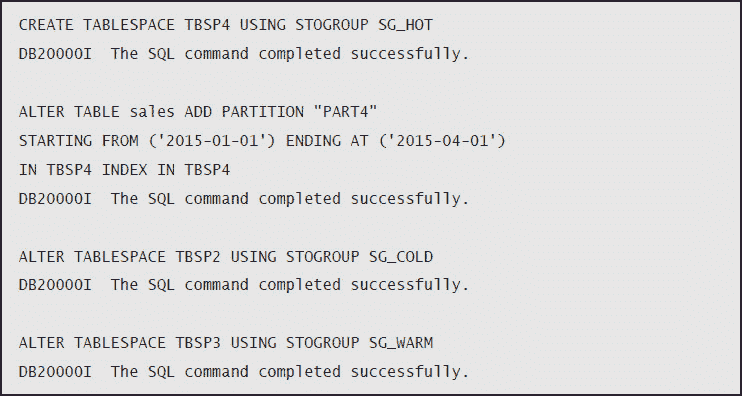 CREATE TABLESPACE TBSP4 USING STOGROUP SG_HOT
DB20000I  The SQL command completed successfully.
ALTER TABLE sales ADD PARTITION "PART4"
STARTING FROM ('2015-01-01') ENDING AT ('2015-04-01')
IN TBSP4 INDEX IN TBSP4
DB20000I  The SQL command completed successfully.
ALTER TABLESPACE TBSP2 USING STOGROUP SG_COLD
DB20000I  The SQL command completed successfully.
ALTER TABLESPACE TBSP3 USING STOGROUP SG_WARM
DB20000I  The SQL command completed successfully.